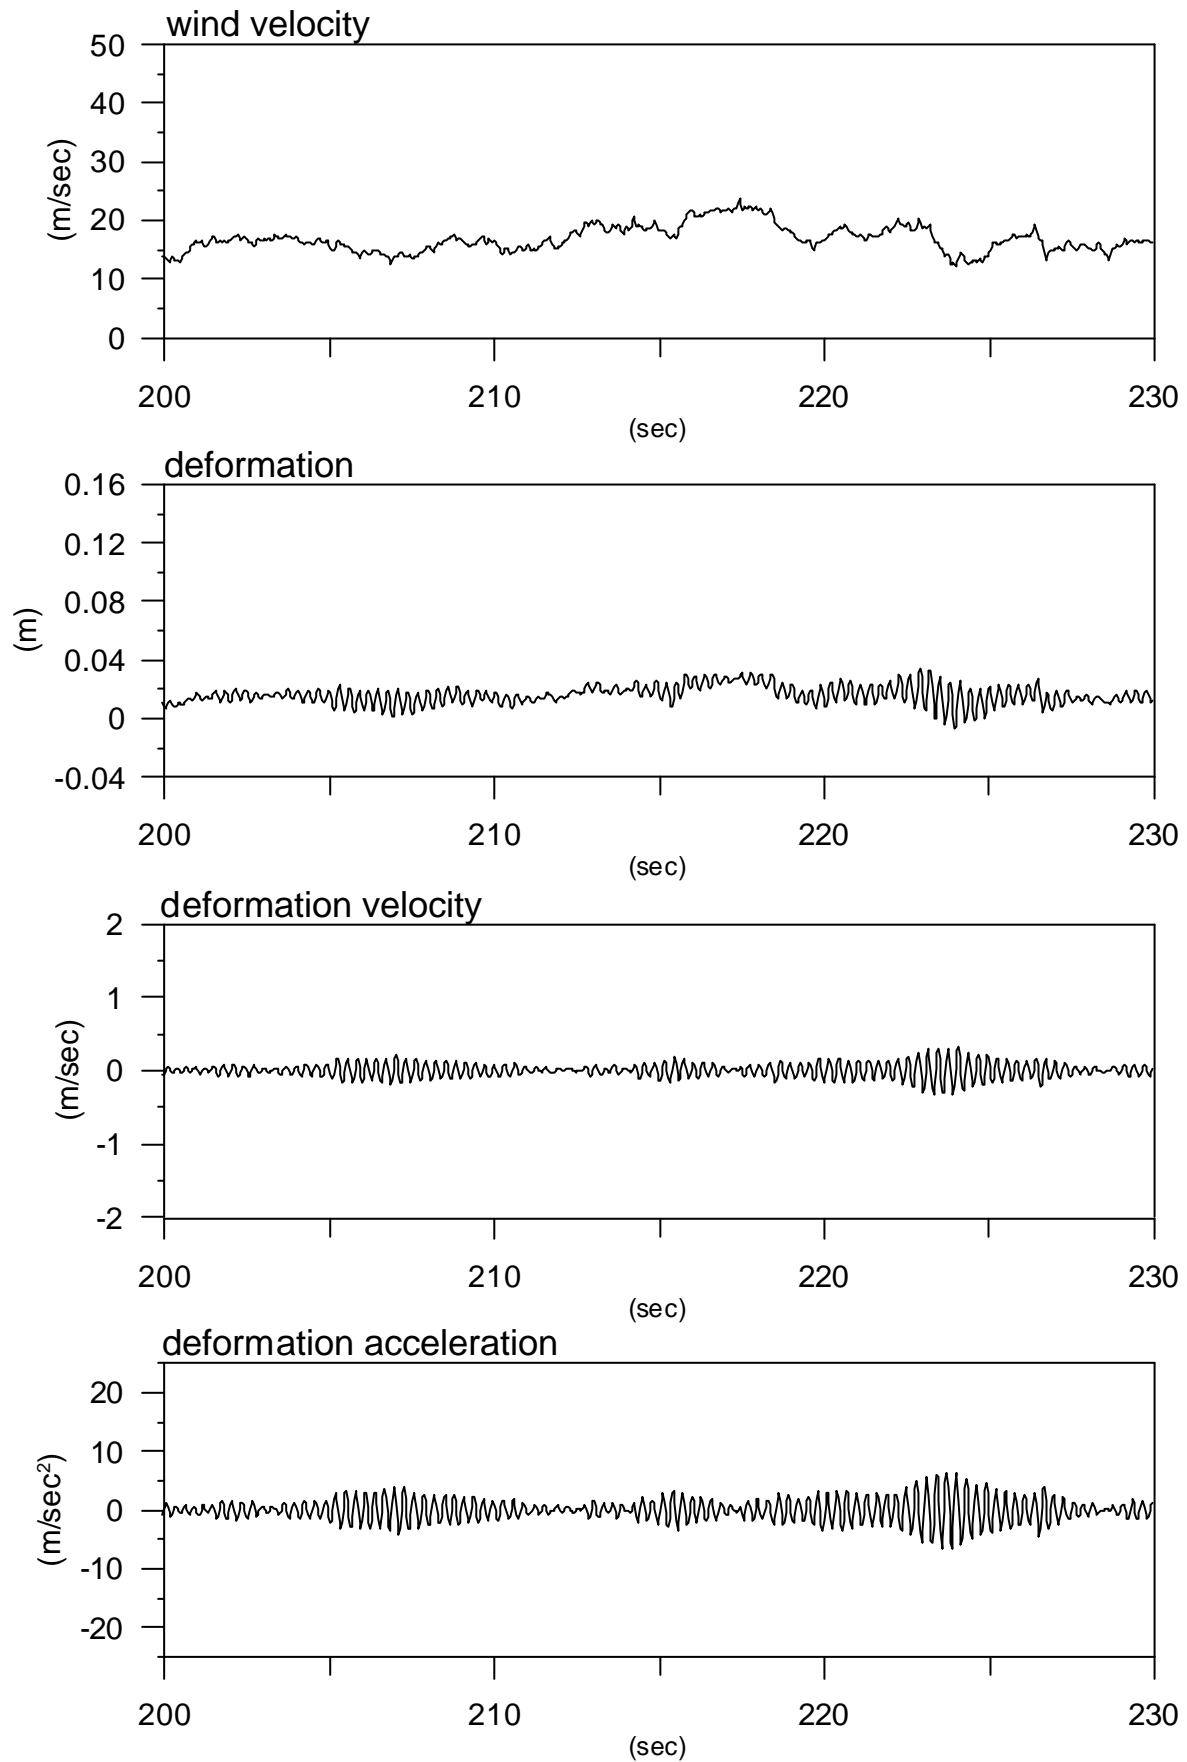 wind velocity
50
40
30
20
10
0
(m/sec)
200 210 220 230
(sec)
deformation
0.16
0.12
0.08
0.04
0
-0.04
(m)
200 210 220 230
(sec)
deformation velocity
2
1
0
-1
-2
(m/sec)
200 210 220 230
(sec)
deformation acceleration
20
10
0
-10
-20
(m/sec²)
200 210 220 230
(sec)